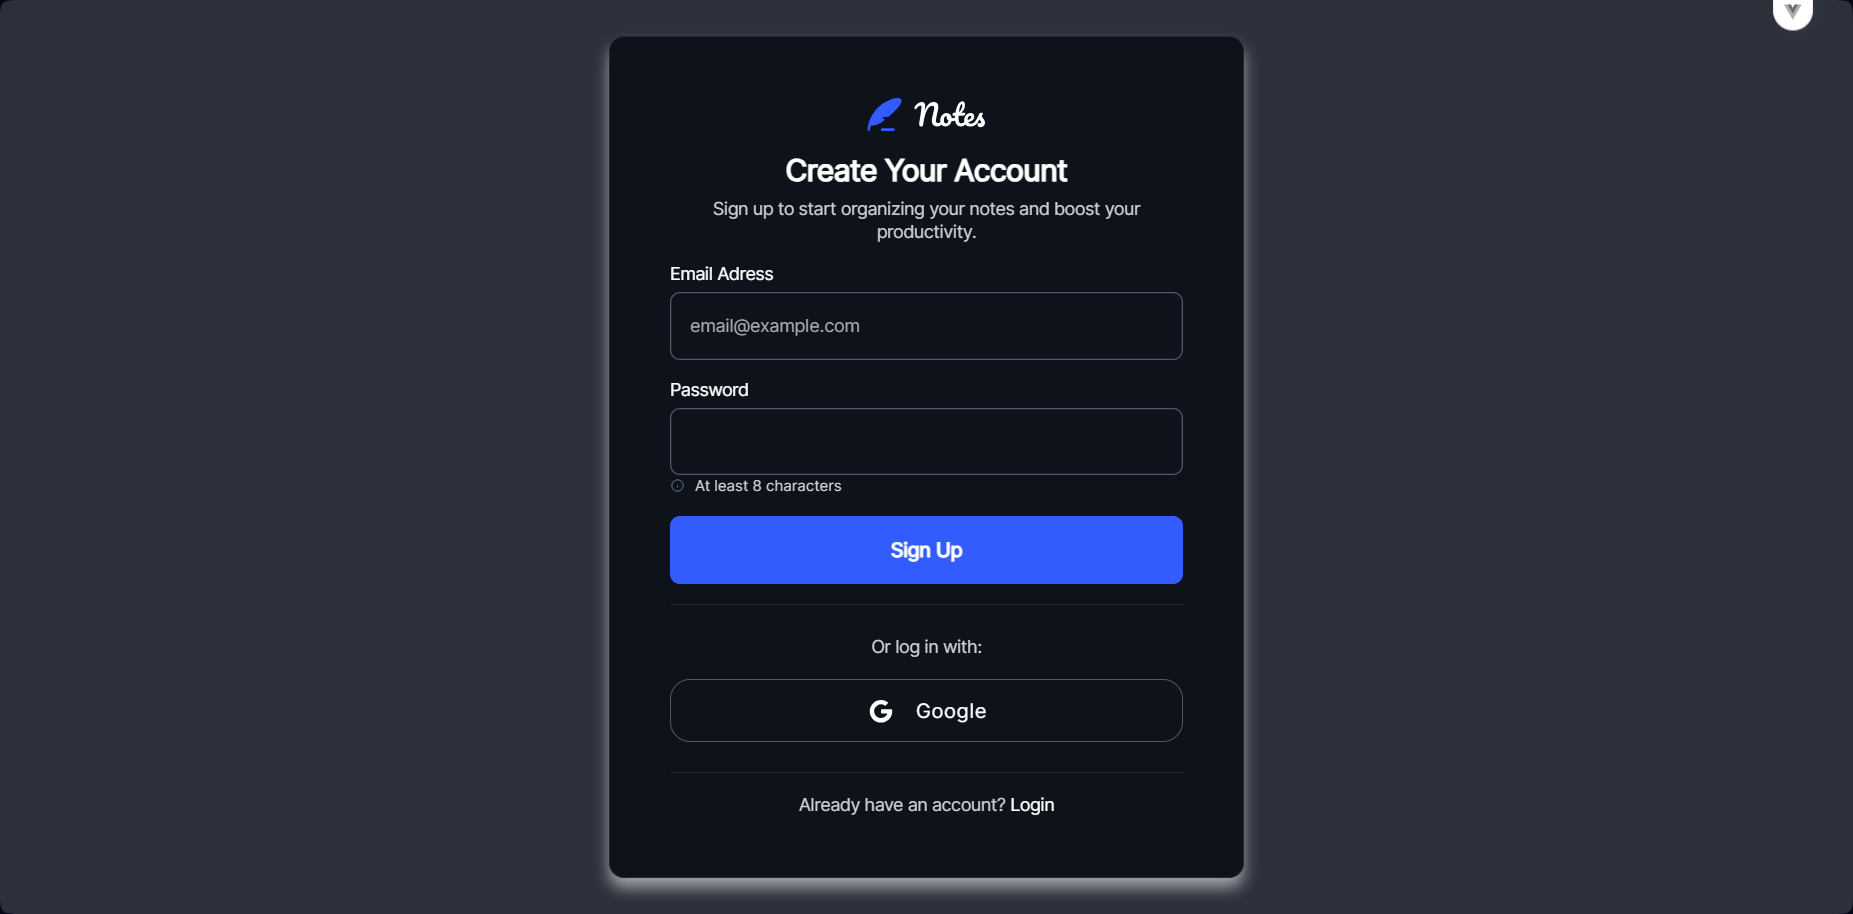 Notes
Create Your Account
Sign up to start organizing your notes and boost your
productivity.
Email Adress
email@example.com
Password
At least 8 characters
Sign Up
Or log in with:
Google
Already have an account? Login